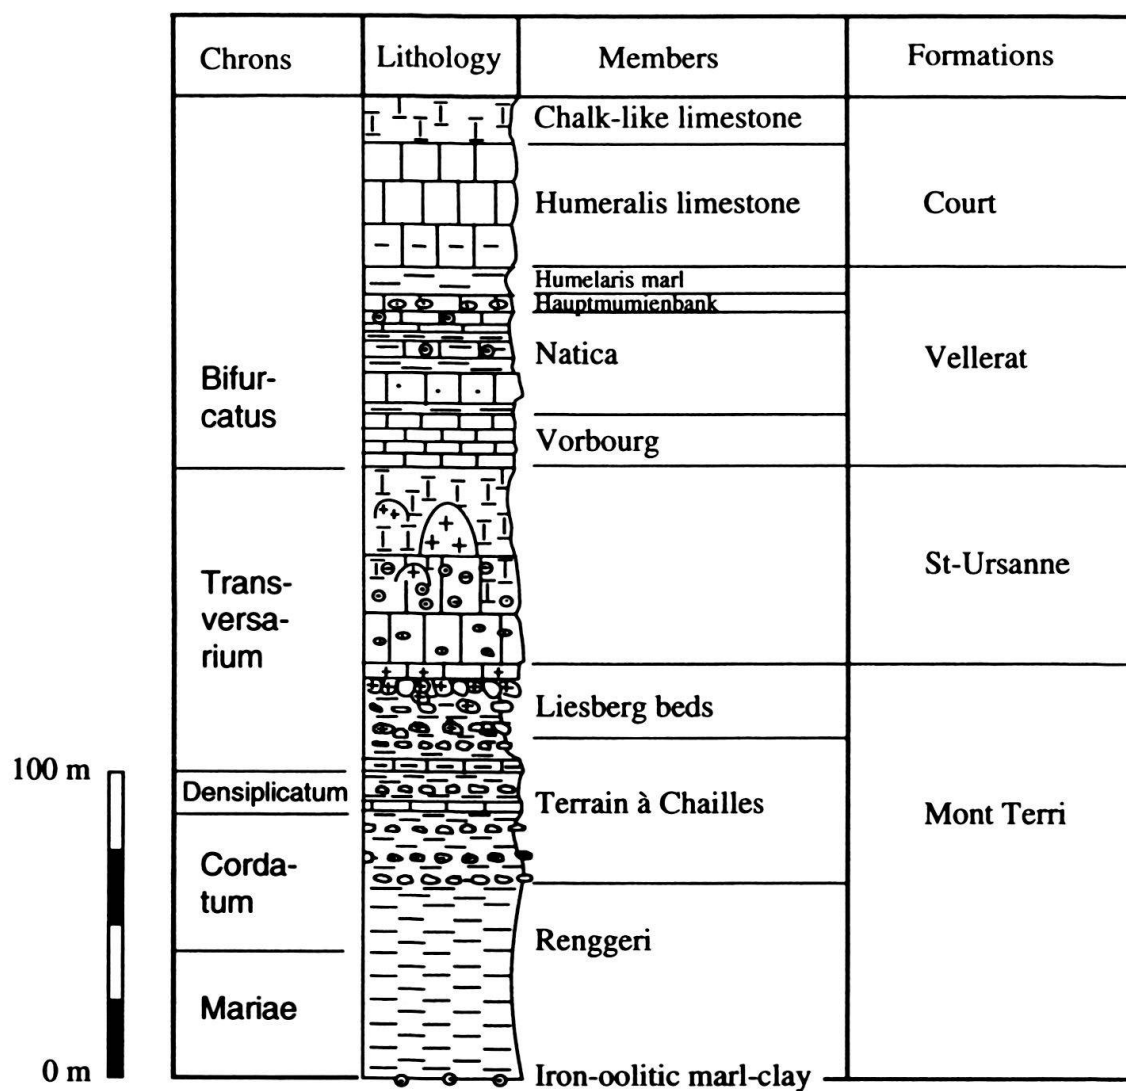 Chrons Lithology Members Formations
Chalk-like limestone
Humeralis limestone Court
Humelaris marl
Hauptmumienbank
Natica Vellerat
Bifur-
catus
Vorbourg
St-Ursanne
Trans-
versa-
rium
Liesberg beds
100 m
Densiplicatum Terrain à Chailles
Mont Terri
Corda-
tum
Renggeri
Mariae
0 m Iron-oolitic marl-clay